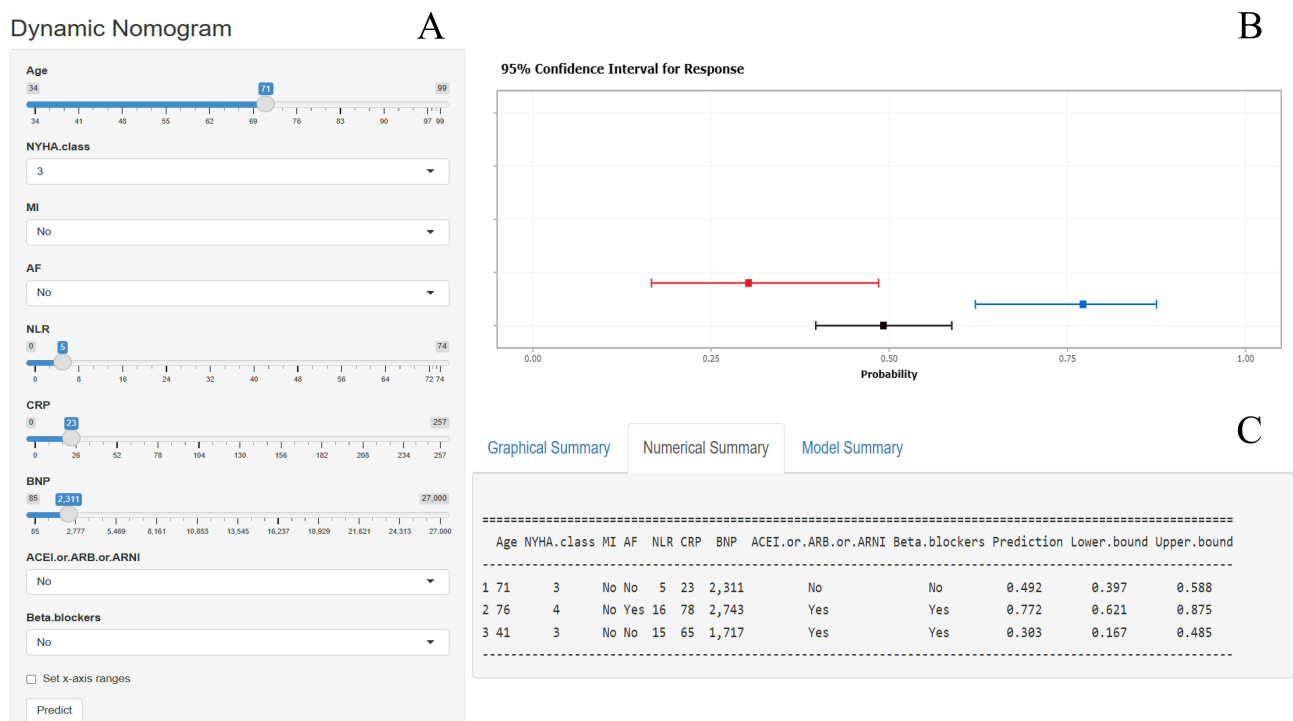 Dynamic Nomogram
A
Age
34 71 99
34 41 48 55 62 69 76 83 90 97 99
NYHA.class
3
MI
No
AF
No
NLR
0 5 74
0 8 16 24 32 40 48 56 64 72 74
CRP
0 23 257
0 26 52 78 104 130 156 182 208 234 257
BNP
85 2,311 27,000
85 2,777 5,469 8,161 10,853 13,545 16,237 18,929 21,621 24,313 27,000
ACEI.or.ARB.or.ARNI
No
Beta.blockers
No
Set x-axis ranges
Predict
B
95% Confidence Interval for Response
0.00 0.25 0.50 0.75 1.00
Probability
C
Graphical Summary Numerical Summary Model Summary
Age NYHA.class MI AF NLR CRP BNP ACEI.or.ARB.or.ARNI Beta.blockers Prediction Lower.bound Upper.bound
1 71 3 No No 5 23 2,311 No No 0.492 0.397 0.588
2 76 4 No Yes 16 78 2,743 Yes Yes 0.772 0.621 0.875
3 41 3 No No 15 65 1,717 Yes Yes 0.303 0.167 0.485